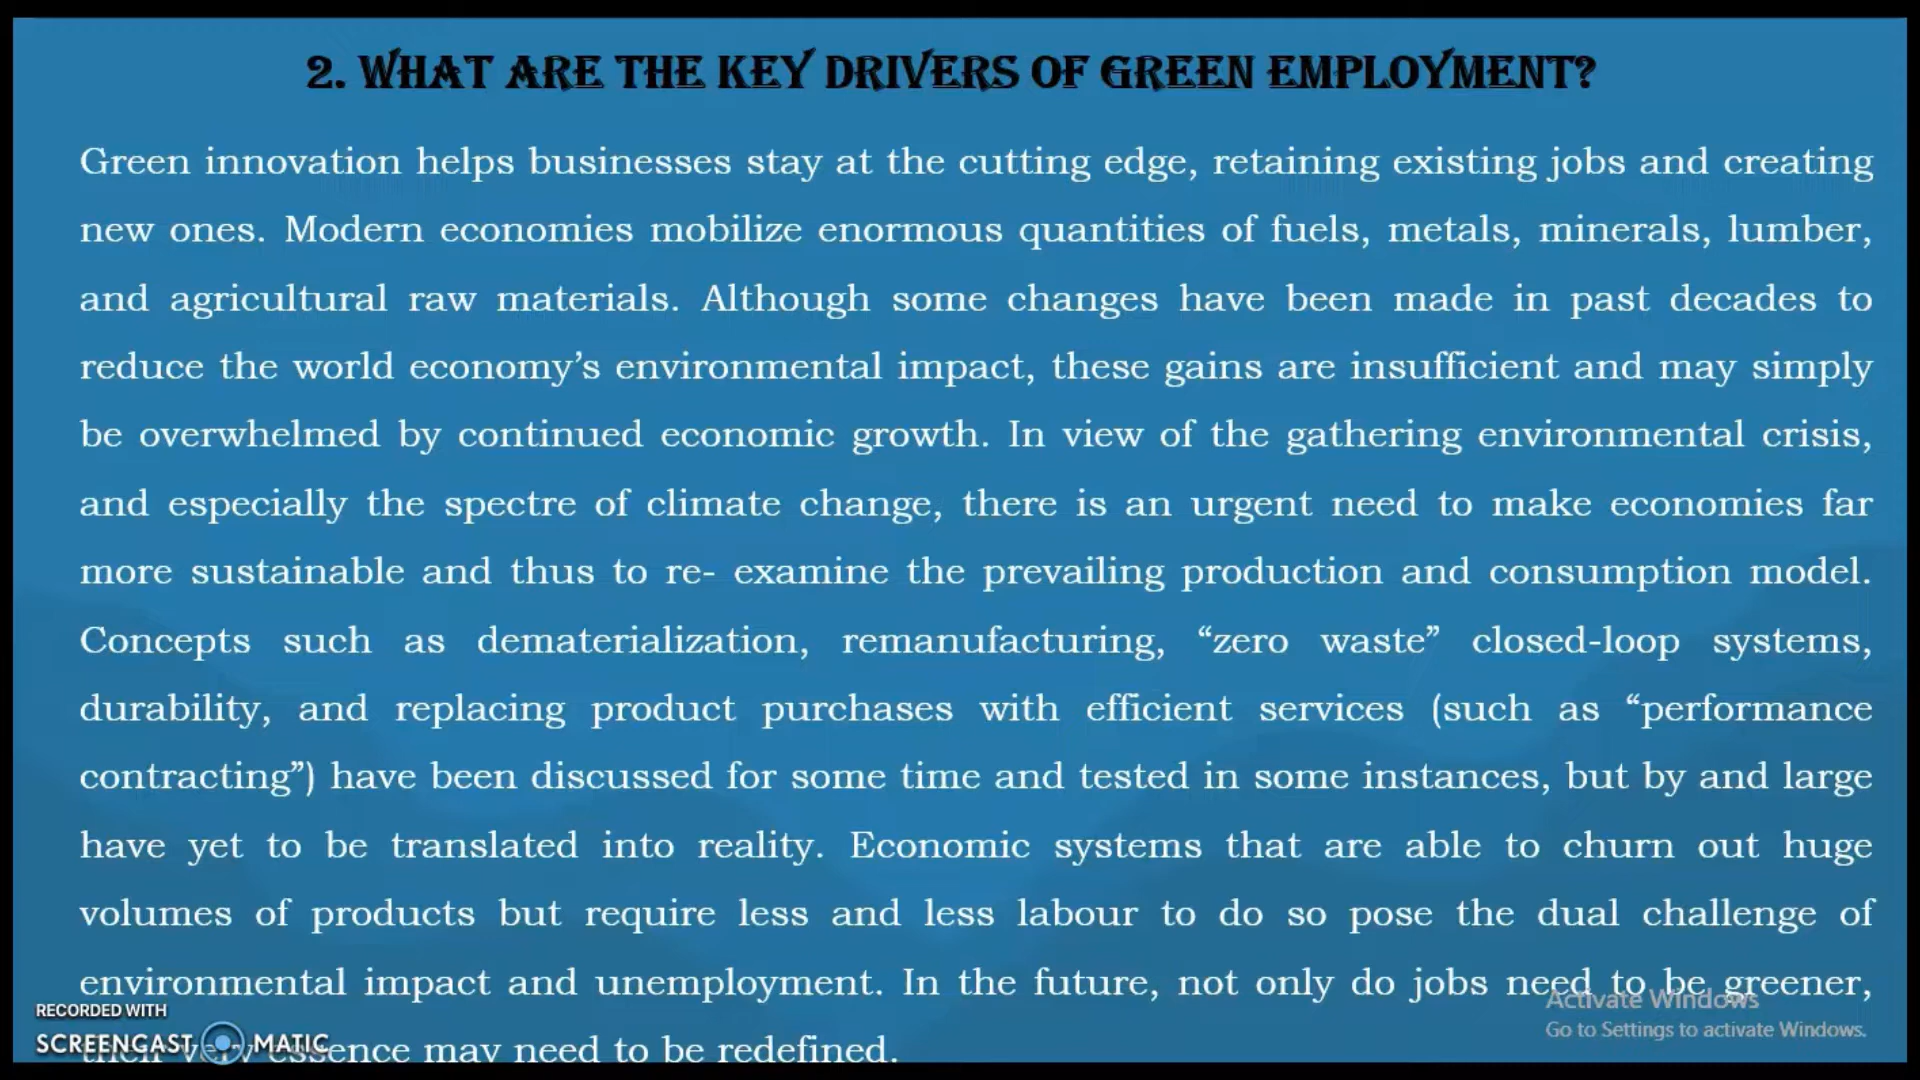 2. WHAT ARE THE KEY DRIVERS OF GREEN EMPLOYMENT?
Green innovation helps businesses stay at the cutting edge, retaining existing jobs and creating
new ones. Modern economies mobilize enormous quantities of fuels, metals, minerals, lumber,
and agricultural raw materials. Although some changes have been made in past decades to
reduce the world economy’s environmental impact, these gains are insufficient and may simply
be overwhelmed by continued economic growth. In view of the gathering environmental crisis,
and especially the spectre of climate change, there is an urgent need to make economies far
more sustainable and thus to re- examine the prevailing production and consumption model.
Concepts such as dematerialization, remanufacturing, “zero waste” closed-loop systems,
durability, and replacing product purchases with efficient services (such as “performance
contracting”) have been discussed for some time and tested in some instances, but by and large
have yet to be translated into reality. Economic systems that are able to churn out huge
volumes of products but require less and less labour to do so pose the dual challenge of
environmental impact and unemployment. In the future, not only do jobs need to be greener,
their very essence may need to be redefined.
RECORDED WITH
SCREENCAST MATIC
Activate Windows
Go to Settings to activate Windows.